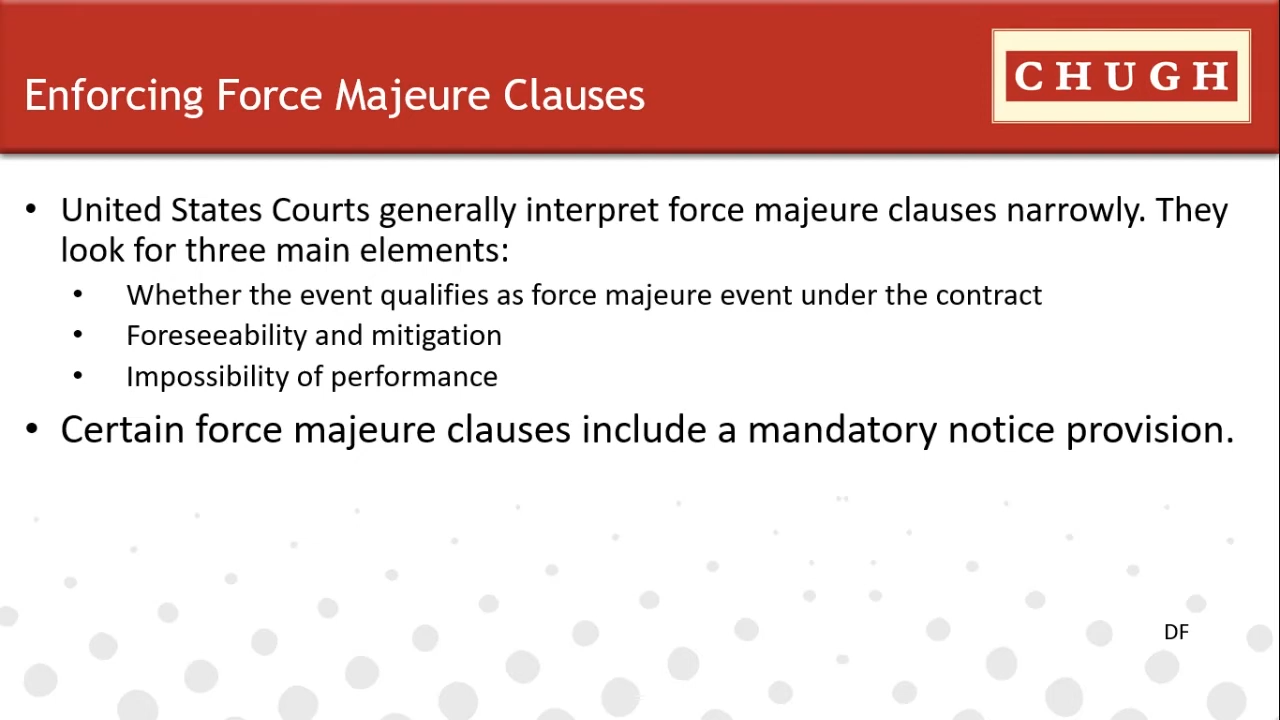 Enforcing Force Majeure Clauses
CHUGH
• United States Courts generally interpret force majeure clauses narrowly. They
look for three main elements:
• Whether the event qualifies as force majeure event under the contract
• Foreseeability and mitigation
• Impossibility of performance
• Certain force majeure clauses include a mandatory notice provision.
DF